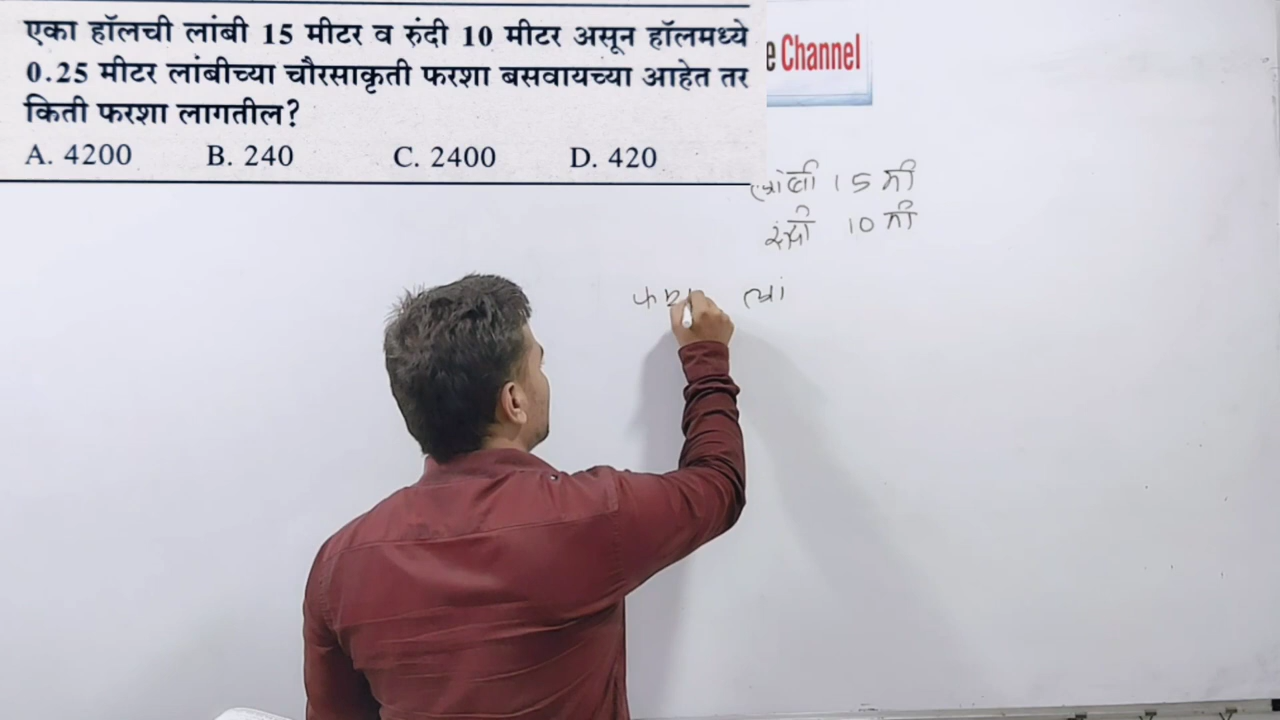 एका हॉलची लांबी 15 मीटर व रुंदी 10 मीटर असून हॉलमध्ये
0.25 मीटर लांबीच्या चौरसाकृती फरशा बसवायच्या आहेत तर
किती फरशा लागतील?
A. 4200 B. 240 C. 2400 D. 420
e Channel
लांबी 15 मी
रुंदी 10 मी
लां